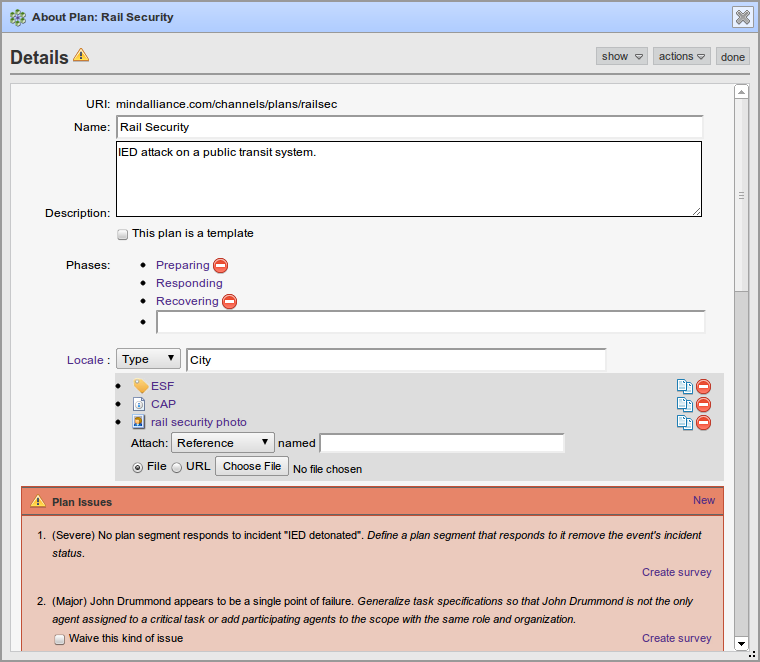 About Plan: Rail Security
Details
show
actions
done
URI: mindalliance.com/channels/plans/railsec
Name: Rail Security
IED attack on a public transit system.
Description:
This plan is a template
Phases: Preparing
Responding
Recovering
Locale : Type City
ESF
CAP
rail security photo
Attach: Reference named
File URL Choose File No file chosen
Plan Issues New
1. (Severe) No plan segment responds to incident "IED detonated". Define a plan segment that responds to it remove the event's incident
status.
Create survey
2. (Major) John Drummond appears to be a single point of failure. Generalize task specifications so that John Drummond is not the only
agent assigned to a critical task or add participating agents to the scope with the same role and organization.
Waive this kind of issue Create survey